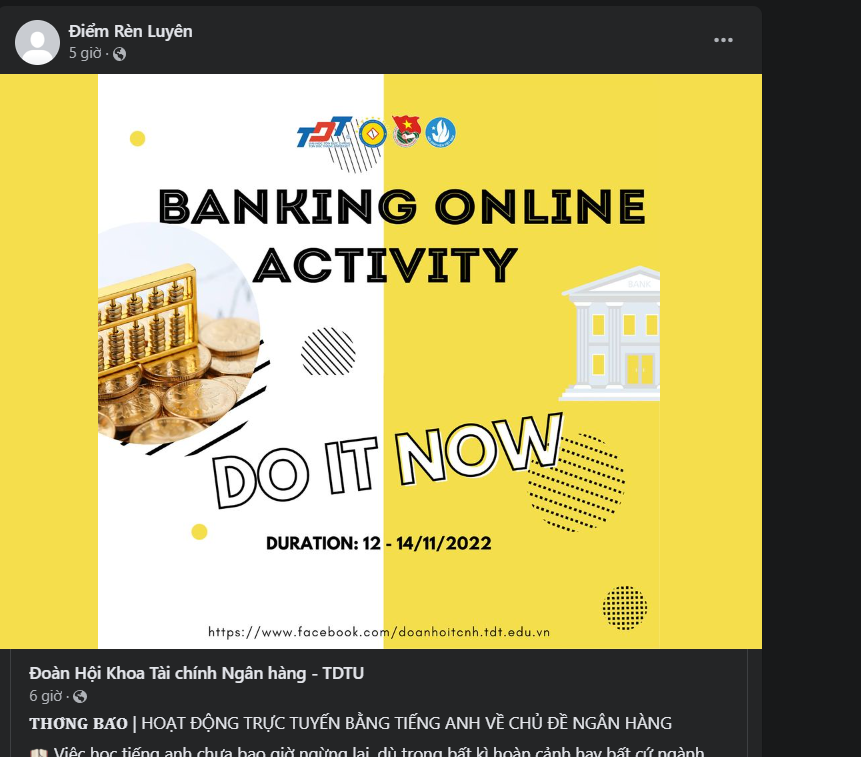 Điểm Rèn Luyên
5 giờ ·
TDT
BANKING ONLINE
ACTIVITY
BANK
DO IT NOW
DURATION: 12 - 14/11/2022
https://www.facebook.com/doanhoitcnh.tdt.edu.vn
Đoàn Hội Khoa Tài chính Ngân hàng - TDTU
6 giờ ·
THÔNG BÁO | HOẠT ĐỘNG TRỰC TUYẾN BẰNG TIẾNG ANH VỀ CHỦ ĐỀ NGÂN HÀNG
Việc học tiếng anh chưa bao giờ ngừng lại, dù trong bất kì hoàn cảnh hay bất cứ ngành